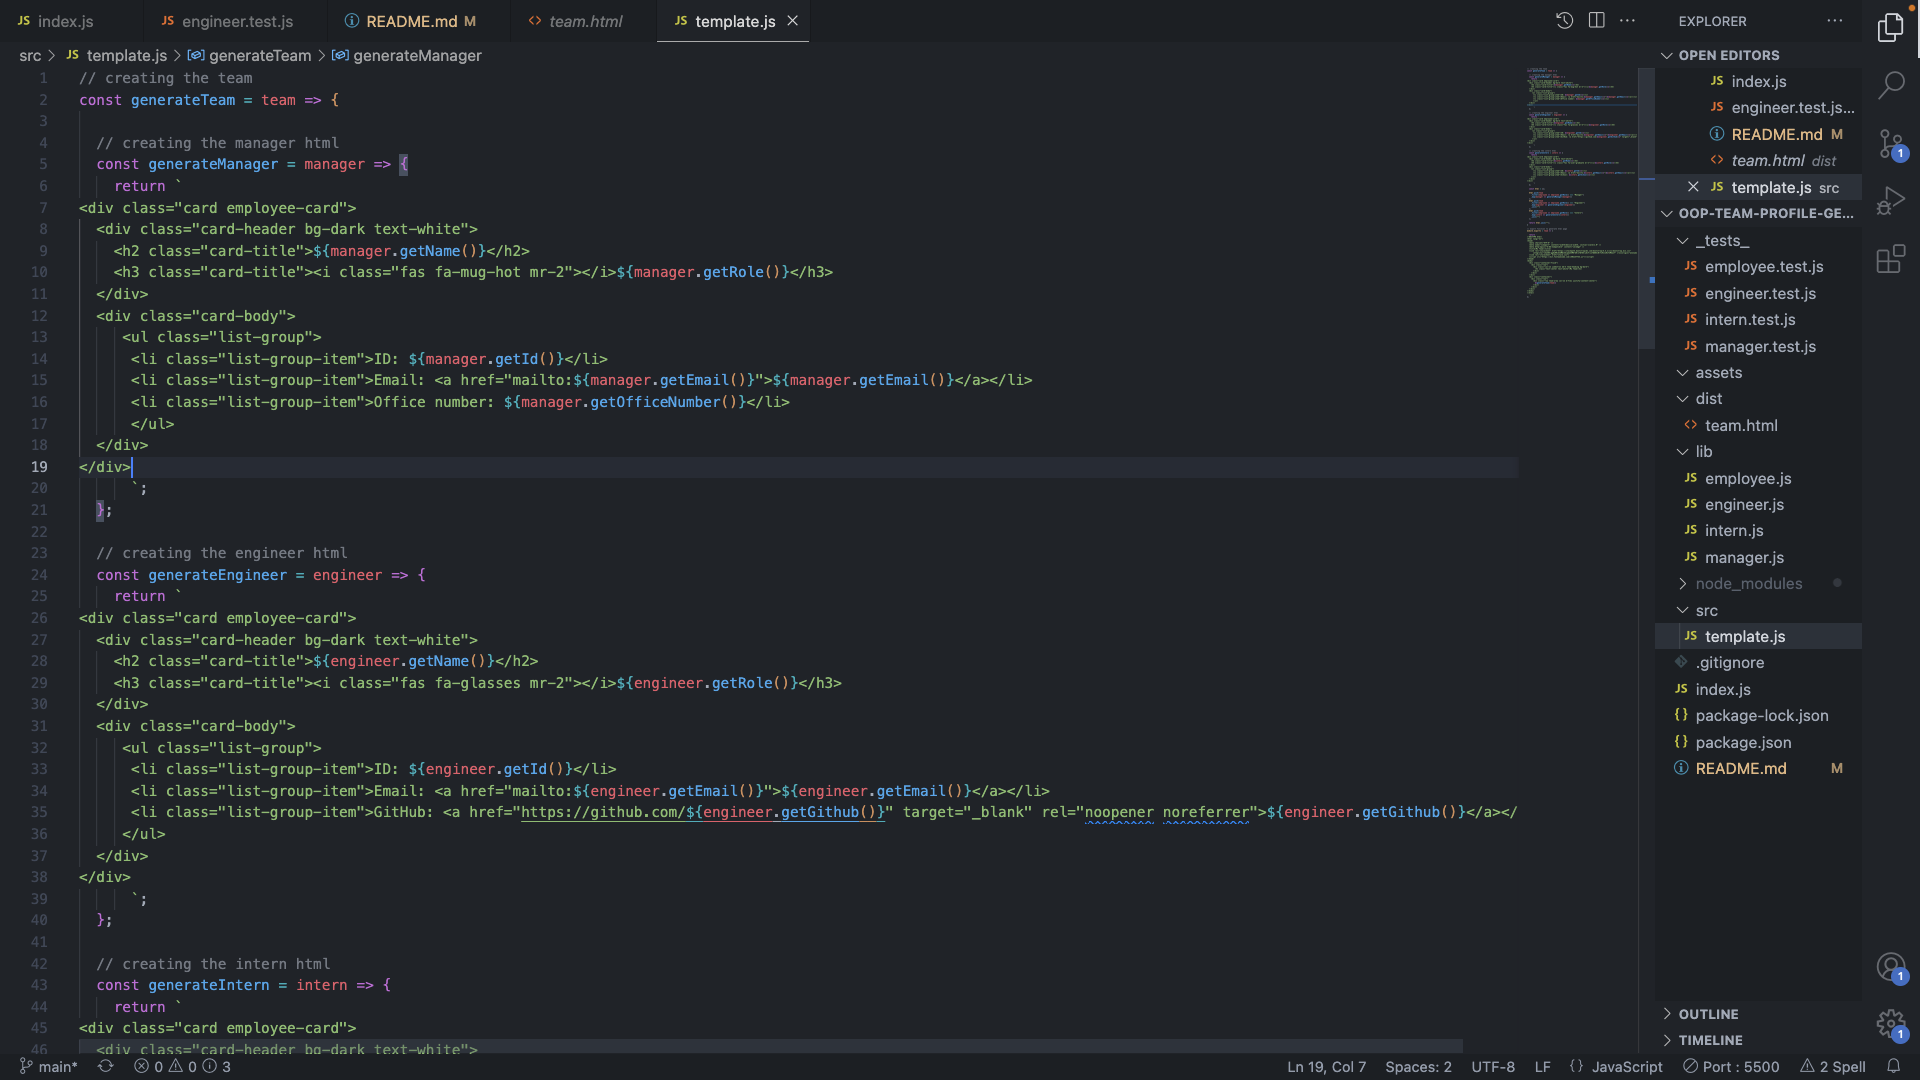 JS index.js JS engineer.test.js README.md M <> team.html JS template.js
src > JS template.js > generateTeam > generateManager
1 // creating the team
2 const generateTeam = team => {
3
4 // creating the manager html
5 const generateManager = manager => {
6 return `
7 <div class="card employee-card">
8 <div class="card-header bg-dark text-white">
9 <h2 class="card-title">${manager.getName()}</h2>
10 <h3 class="card-title"><i class="fas fa-mug-hot mr-2"></i>${manager.getRole()}</h3>
11 </div>
12 <div class="card-body">
13 <ul class="list-group">
14 <li class="list-group-item">ID: ${manager.getId()}</li>
15 <li class="list-group-item">Email: <a href="mailto:${manager.getEmail()}">${manager.getEmail()}</a></li>
16 <li class="list-group-item">Office number: ${manager.getOfficeNumber()}</li>
17 </ul>
18 </div>
19 </div>
20 `;
21 };
22
23 // creating the engineer html
24 const generateEngineer = engineer => {
25 return `
26 <div class="card employee-card">
27 <div class="card-header bg-dark text-white">
28 <h2 class="card-title">${engineer.getName()}</h2>
29 <h3 class="card-title"><i class="fas fa-glasses mr-2"></i>${engineer.getRole()}</h3>
30 </div>
31 <div class="card-body">
32 <ul class="list-group">
33 <li class="list-group-item">ID: ${engineer.getId()}</li>
34 <li class="list-group-item">Email: <a href="mailto:${engineer.getEmail()}">${engineer.getEmail()}</a></li>
35 <li class="list-group-item">GitHub: <a href="https://github.com/${engineer.getGithub()}" target="_blank" rel="noopener noreferrer">${engineer.getGithub()}</a></
36 </ul>
37 </div>
38 </div>
39 `;
40 };
41
42 // creating the intern html
43 const generateIntern = intern => {
44 return `
45 <div class="card employee-card">
46 <div class="card-header bg-dark text-white">
EXPLORER
OPEN EDITORS
JS index.js
JS engineer.test.js...
README.md M
<> team.html dist
JS template.js src
OOP-TEAM-PROFILE-GE...
_tests_
JS employee.test.js
JS engineer.test.js
JS intern.test.js
JS manager.test.js
assets
dist
<> team.html
lib
JS employee.js
JS engineer.js
JS intern.js
JS manager.js
node_modules
src
JS template.js
.gitignore
JS index.js
{} package-lock.json
{} package.json
README.md M
OUTLINE
TIMELINE
1
1
1
main* 0 0 3 Ln 19, Col 7 Spaces: 2 UTF-8 LF {} JavaScript Port : 5500 2 Spell